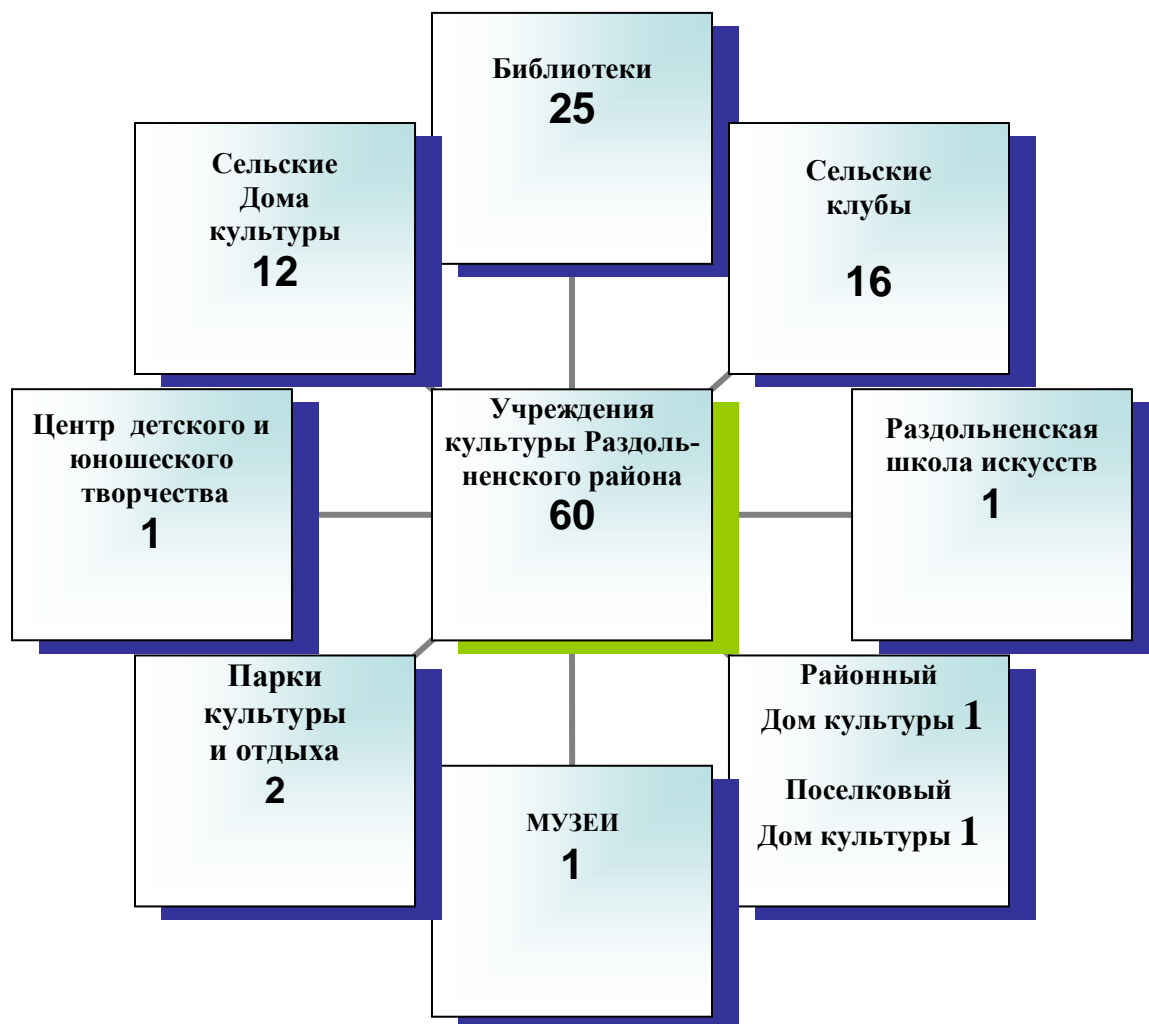 Библиотеки
25
Сельские
Дома
культуры
12
Сельские
клубы
16
Центр детского и
юношеского
творчества
1
Учреждения
культуры Раздоль-
ненского района
60
Раздольненская
школа искусств
1
Парки
культуры
и отдыха
2
МУЗЕИ
1
Районный
Дом культуры 1
Поселковый
Дом культуры 1